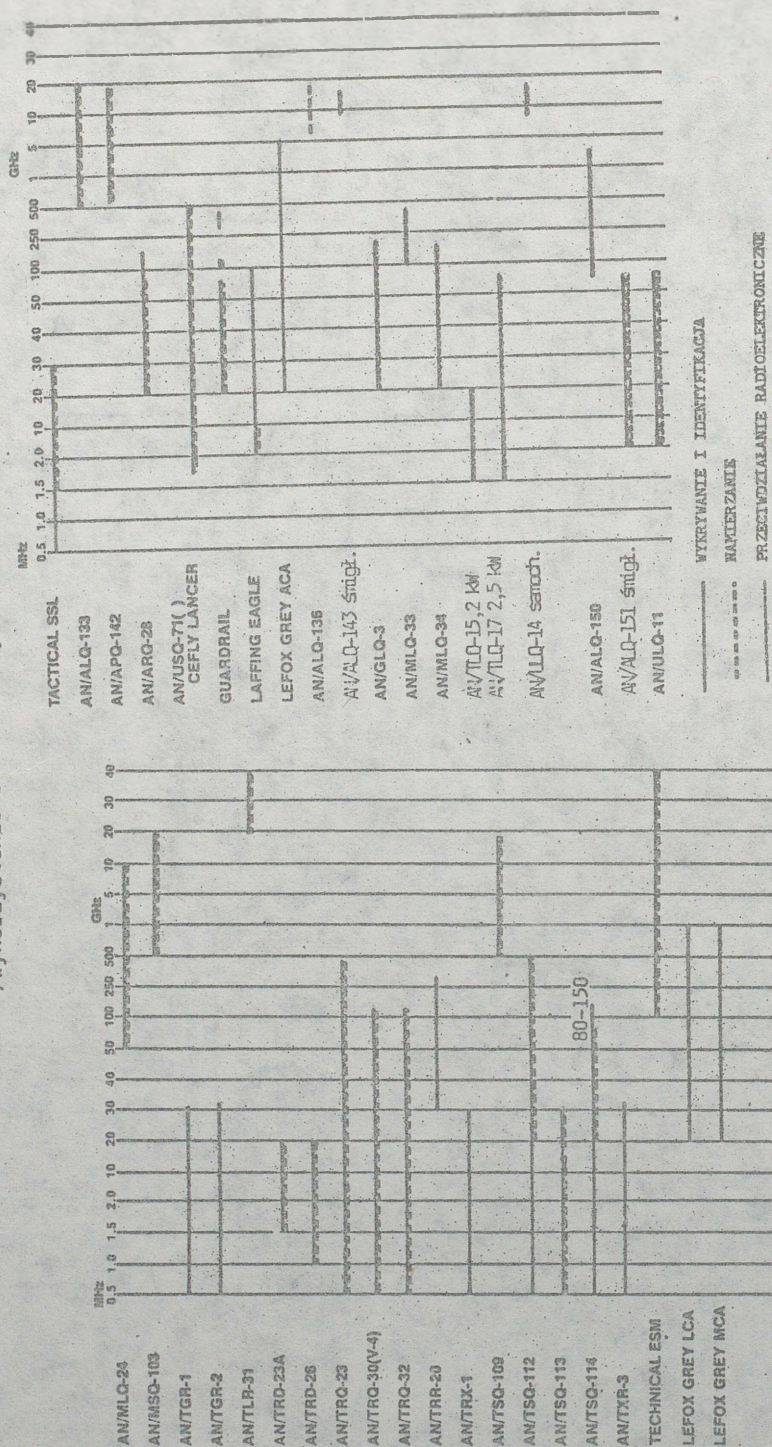 MHz GHz
0.5 1.0 1.5 2.0 10 20 30 40 50 100 250 500 1 5 10 20 30 40
AN/MLQ-24
AN/MSQ-103
AN/TGR-1
AN/TGR-2
AN/TLR-31
AN/TRD-23A
AN/TRD-26
AN/TRQ-23
AN/TRQ-30(V-4)
AN/TRQ-32
AN/TRR-20
AN/TRX-1
AN/TSQ-109
AN/TSQ-112
AN/TSQ-113
AN/TSQ-114 80-150
AN/TXR-3
TECHNICAL ESM
LEFOX GREY LCA
LEFOX GREY MCA
MHz GHz
0.5 1.0 1.5 2.0 10 20 30 40 50 100 250 500 1 5 10 20 30 40
TACTICAL SSL
AN/ALQ-133
AN/APQ-142
AN/ARQ-28
AN/USQ-71( )
CEFLY LANCER
GUARDRAIL
LAFFING EAGLE
LEFOX GREY ACA
AN/ALQ-136
AN/ALQ-143 śmigł.
AN/GLQ-3
AN/MLQ-33
AN/MLQ-34
AN/TLQ-15,2 kW
AN/TLQ-17 2,5 kW
AN/ULQ-14 samoch.
AN/ALQ-150
AN/ALQ-151 śmigł.
AN/ULQ-11
WYKRYWANIE I IDENTYFIKACJA
NAMIERZANIE
PRZECIWDZIAŁANIE RADIOELEKTRONICZNE